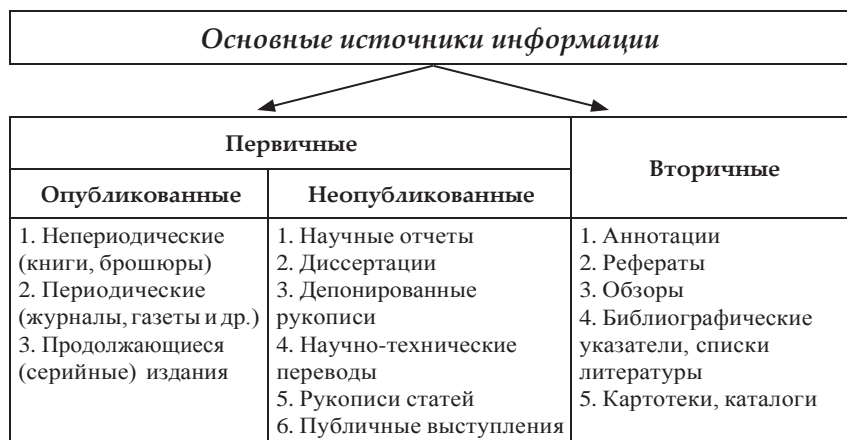 Основные источники информации
Первичные
Вторичные
Опубликованные
Неопубликованные
1. Непериодические
(книги, брошюры)
2. Периодические
(журналы, газеты и др.)
3. Продолжающиеся
(серийные) издания
1. Научные отчеты
2. Диссертации
3. Депонированные
рукописи
4. Научно-технические
переводы
5. Рукописи статей
6. Публичные выступления
1. Аннотации
2. Рефераты
3. Обзоры
4. Библиографические
указатели, списки
литературы
5. Картотеки, каталоги